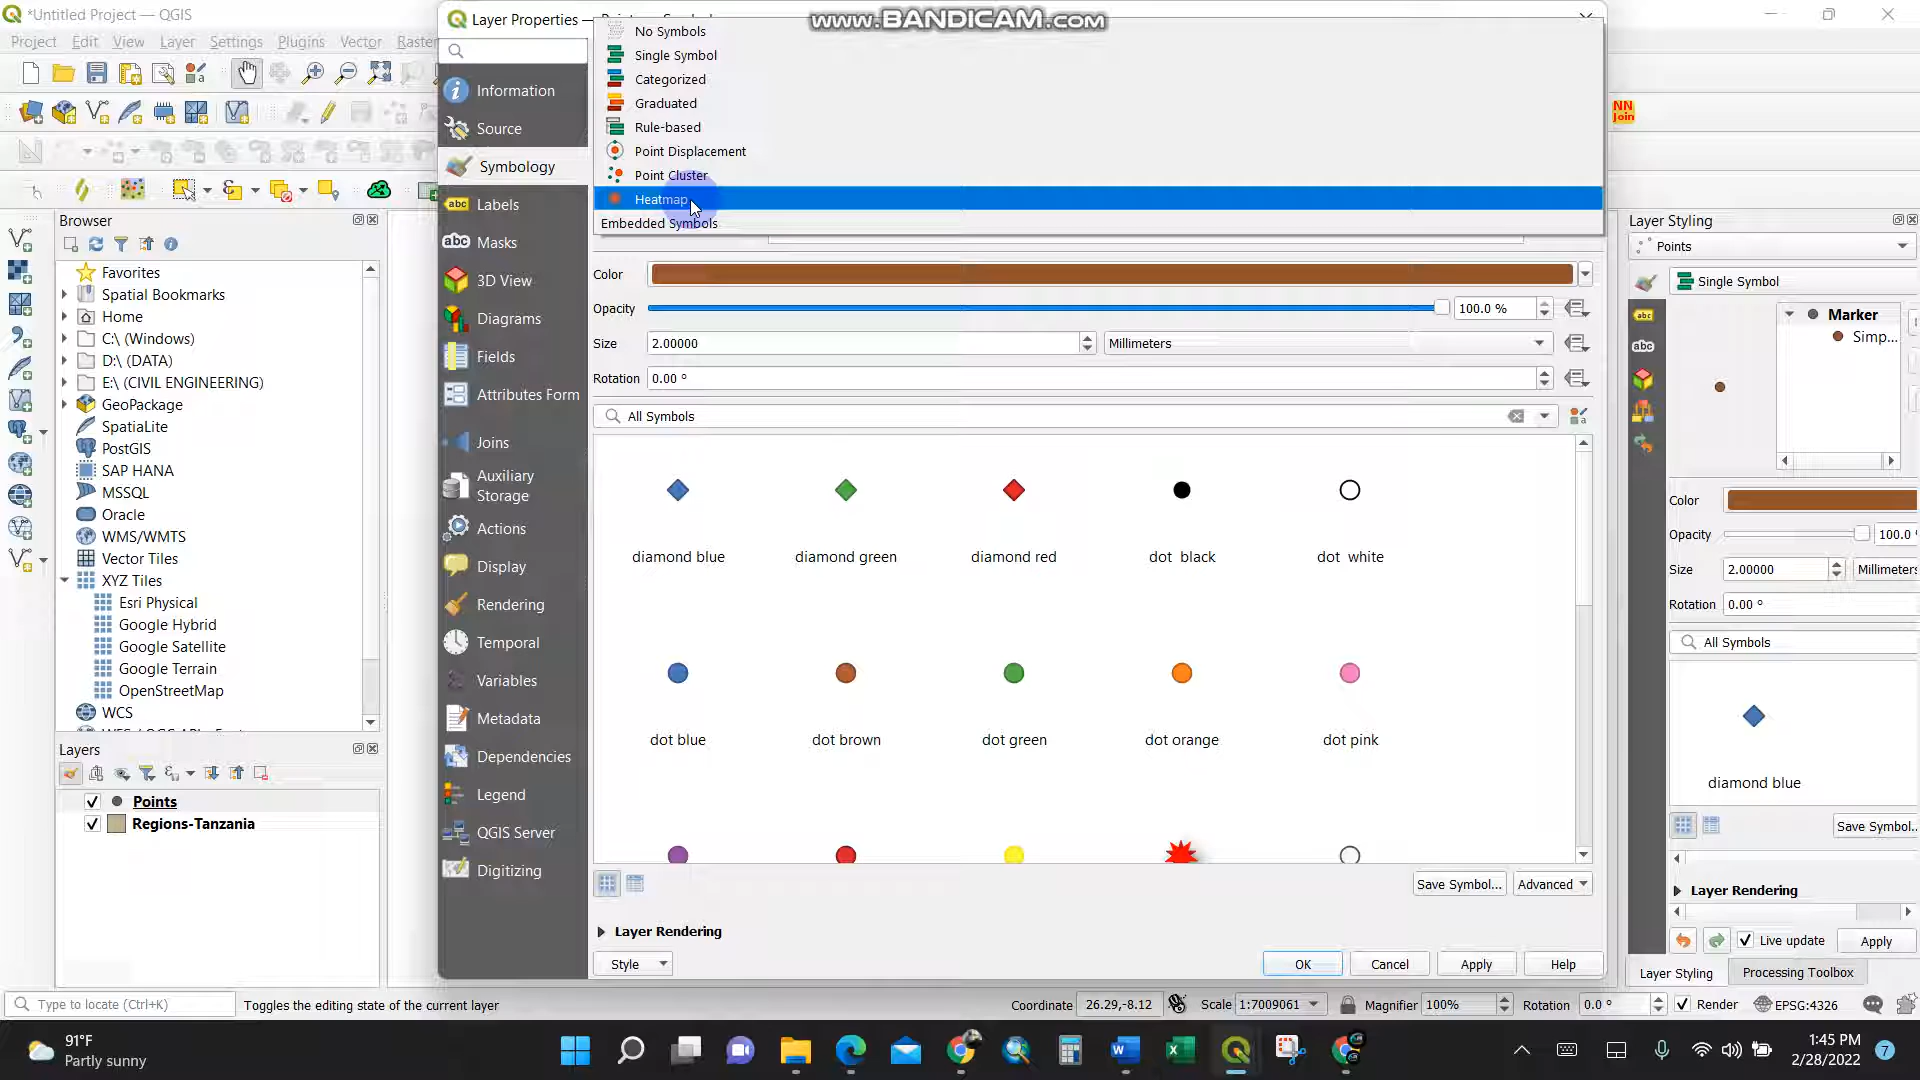 *Untitled Project — QGIS
Project Edit View Layer Settings Plugins Vector Raster
Layer Properties —
www.BANDICAM.com
No Symbols
Single Symbol
Categorized
Graduated
Rule-based
Point Displacement
Point Cluster
Heatmap
Embedded Symbols
Information
Source
Symbology
Labels
Masks
3D View
Diagrams
Fields
Attributes Form
Joins
Auxiliary
Storage
Actions
Display
Rendering
Temporal
Variables
Metadata
Dependencies
Legend
QGIS Server
Digitizing
Color
Opacity 100.0 %
Size 2.00000 Millimeters
Rotation 0.00 °
All Symbols
diamond blue diamond green diamond red dot black dot white
dot blue dot brown dot green dot orange dot pink
Save Symbol... Advanced
Layer Rendering
Style OK Cancel Apply Help
Browser
Favorites
Spatial Bookmarks
Home
C:\ (Windows)
D:\ (DATA)
E:\ (CIVIL ENGINEERING)
GeoPackage
SpatiaLite
PostGIS
SAP HANA
MSSQL
Oracle
WMS/WMTS
Vector Tiles
XYZ Tiles
Esri Physical
Google Hybrid
Google Satellite
Google Terrain
OpenStreetMap
WCS
Layers
Points
Regions-Tanzania
NN
Join
Layer Styling
Points
Single Symbol
Marker
Simp...
Color
Opacity 100.0
Size 2.00000 Millimeters
Rotation 0.00 °
All Symbols
diamond blue
Save Symbol...
Layer Rendering
Live update Apply
Layer Styling Processing Toolbox
Type to locate (Ctrl+K) Toggles the editing state of the current layer Coordinate 26.29,-8.12 Scale 1:7009061 Magnifier 100% Rotation 0.0 ° Render EPSG:4326
91°F
Partly sunny
1:45 PM
2/28/2022
7